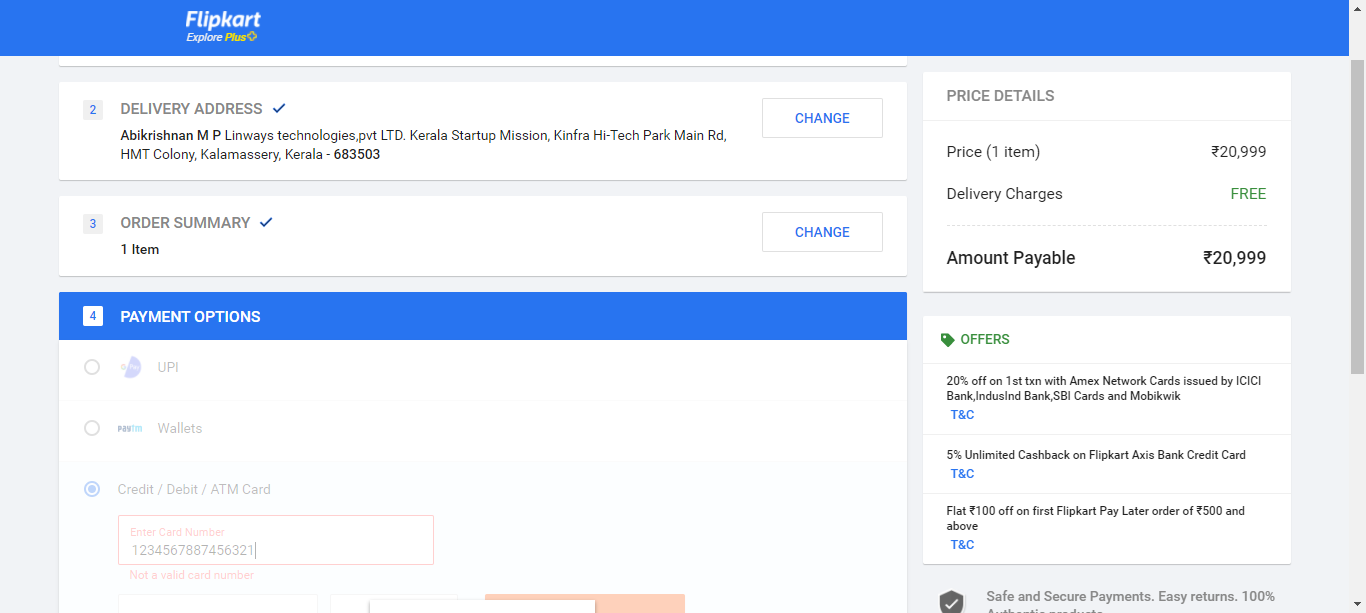 Flipkart
Explore Plus
2 DELIVERY ADDRESS
CHANGE
Abikrishnan M P Linways technologies,pvt LTD. Kerala Startup Mission, Kinfra Hi-Tech Park Main Rd,
HMT Colony, Kalamassery, Kerala - 683503
3 ORDER SUMMARY
CHANGE
1 Item
4 PAYMENT OPTIONS
UPI
Paytm Wallets
Credit / Debit / ATM Card
Enter Card Number
1234567887456321
Not a valid card number
PRICE DETAILS
Price (1 item) ₹20,999
Delivery Charges FREE
Amount Payable ₹20,999
OFFERS
20% off on 1st txn with Amex Network Cards issued by ICICI
Bank,IndusInd Bank,SBI Cards and Mobikwik
T&C
5% Unlimited Cashback on Flipkart Axis Bank Credit Card
T&C
Flat ₹100 off on first Flipkart Pay Later order of ₹500 and
above
T&C
Safe and Secure Payments. Easy returns. 100%
Authentic products.